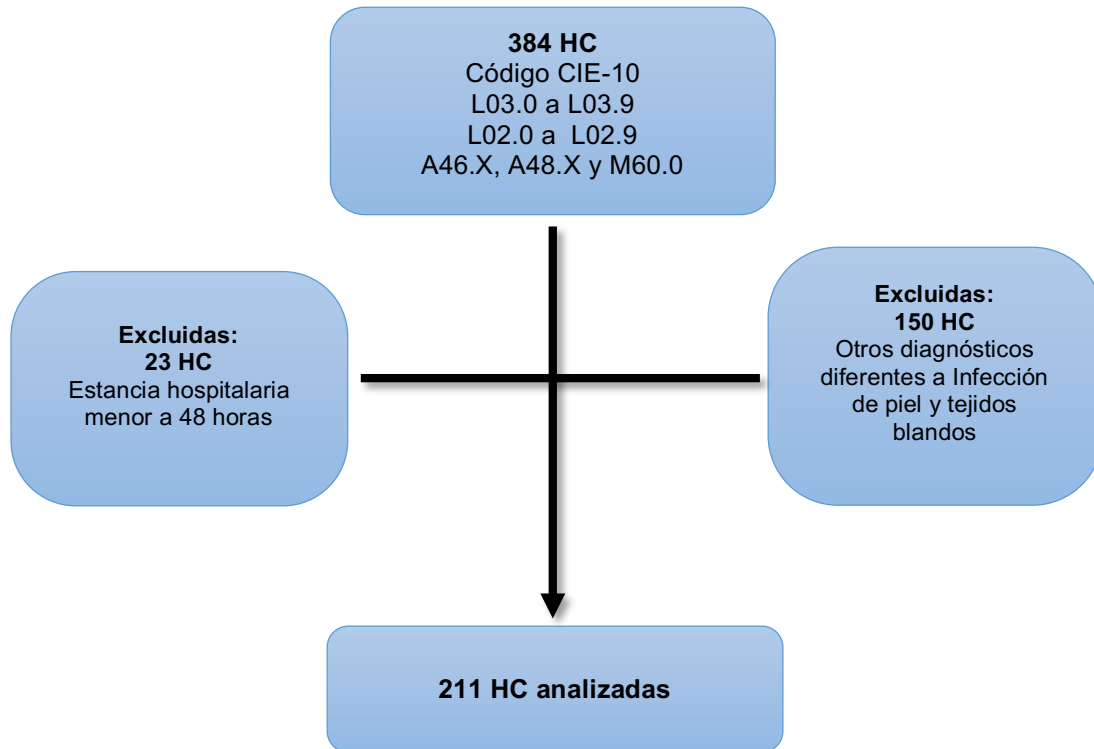 384 HC
Código CIE-10
L03.0 a L03.9
L02.0 a L02.9
A46.X, A48.X y M60.0
Excluidas:
23 HC
Estancia hospitalaria
menor a 48 horas
Excluidas:
150 HC
Otros diagnósticos
diferentes a Infección
de piel y tejidos
blandos
211 HC analizadas